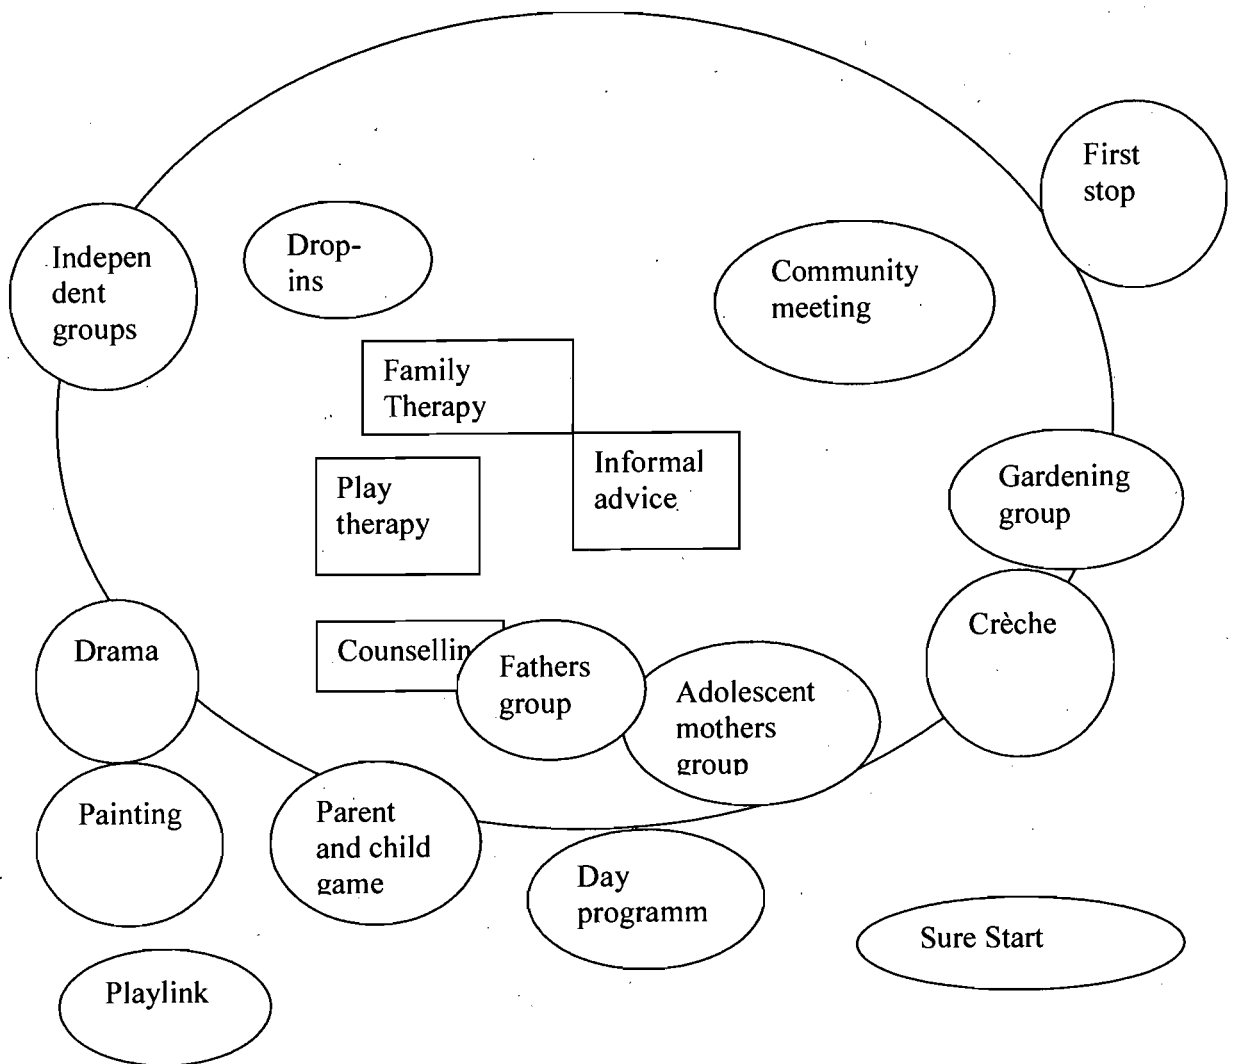 First
stop
Indepen
dent
groups
Drop-
ins
Community
meeting
Family
Therapy
Informal
advice
Play
therapy
Gardening
group
Crèche
Drama
Counsellin
Fathers
group
Adolescent
mothers
group
Painting
Parent
and child
game
Day
programm
Sure Start
Playlink